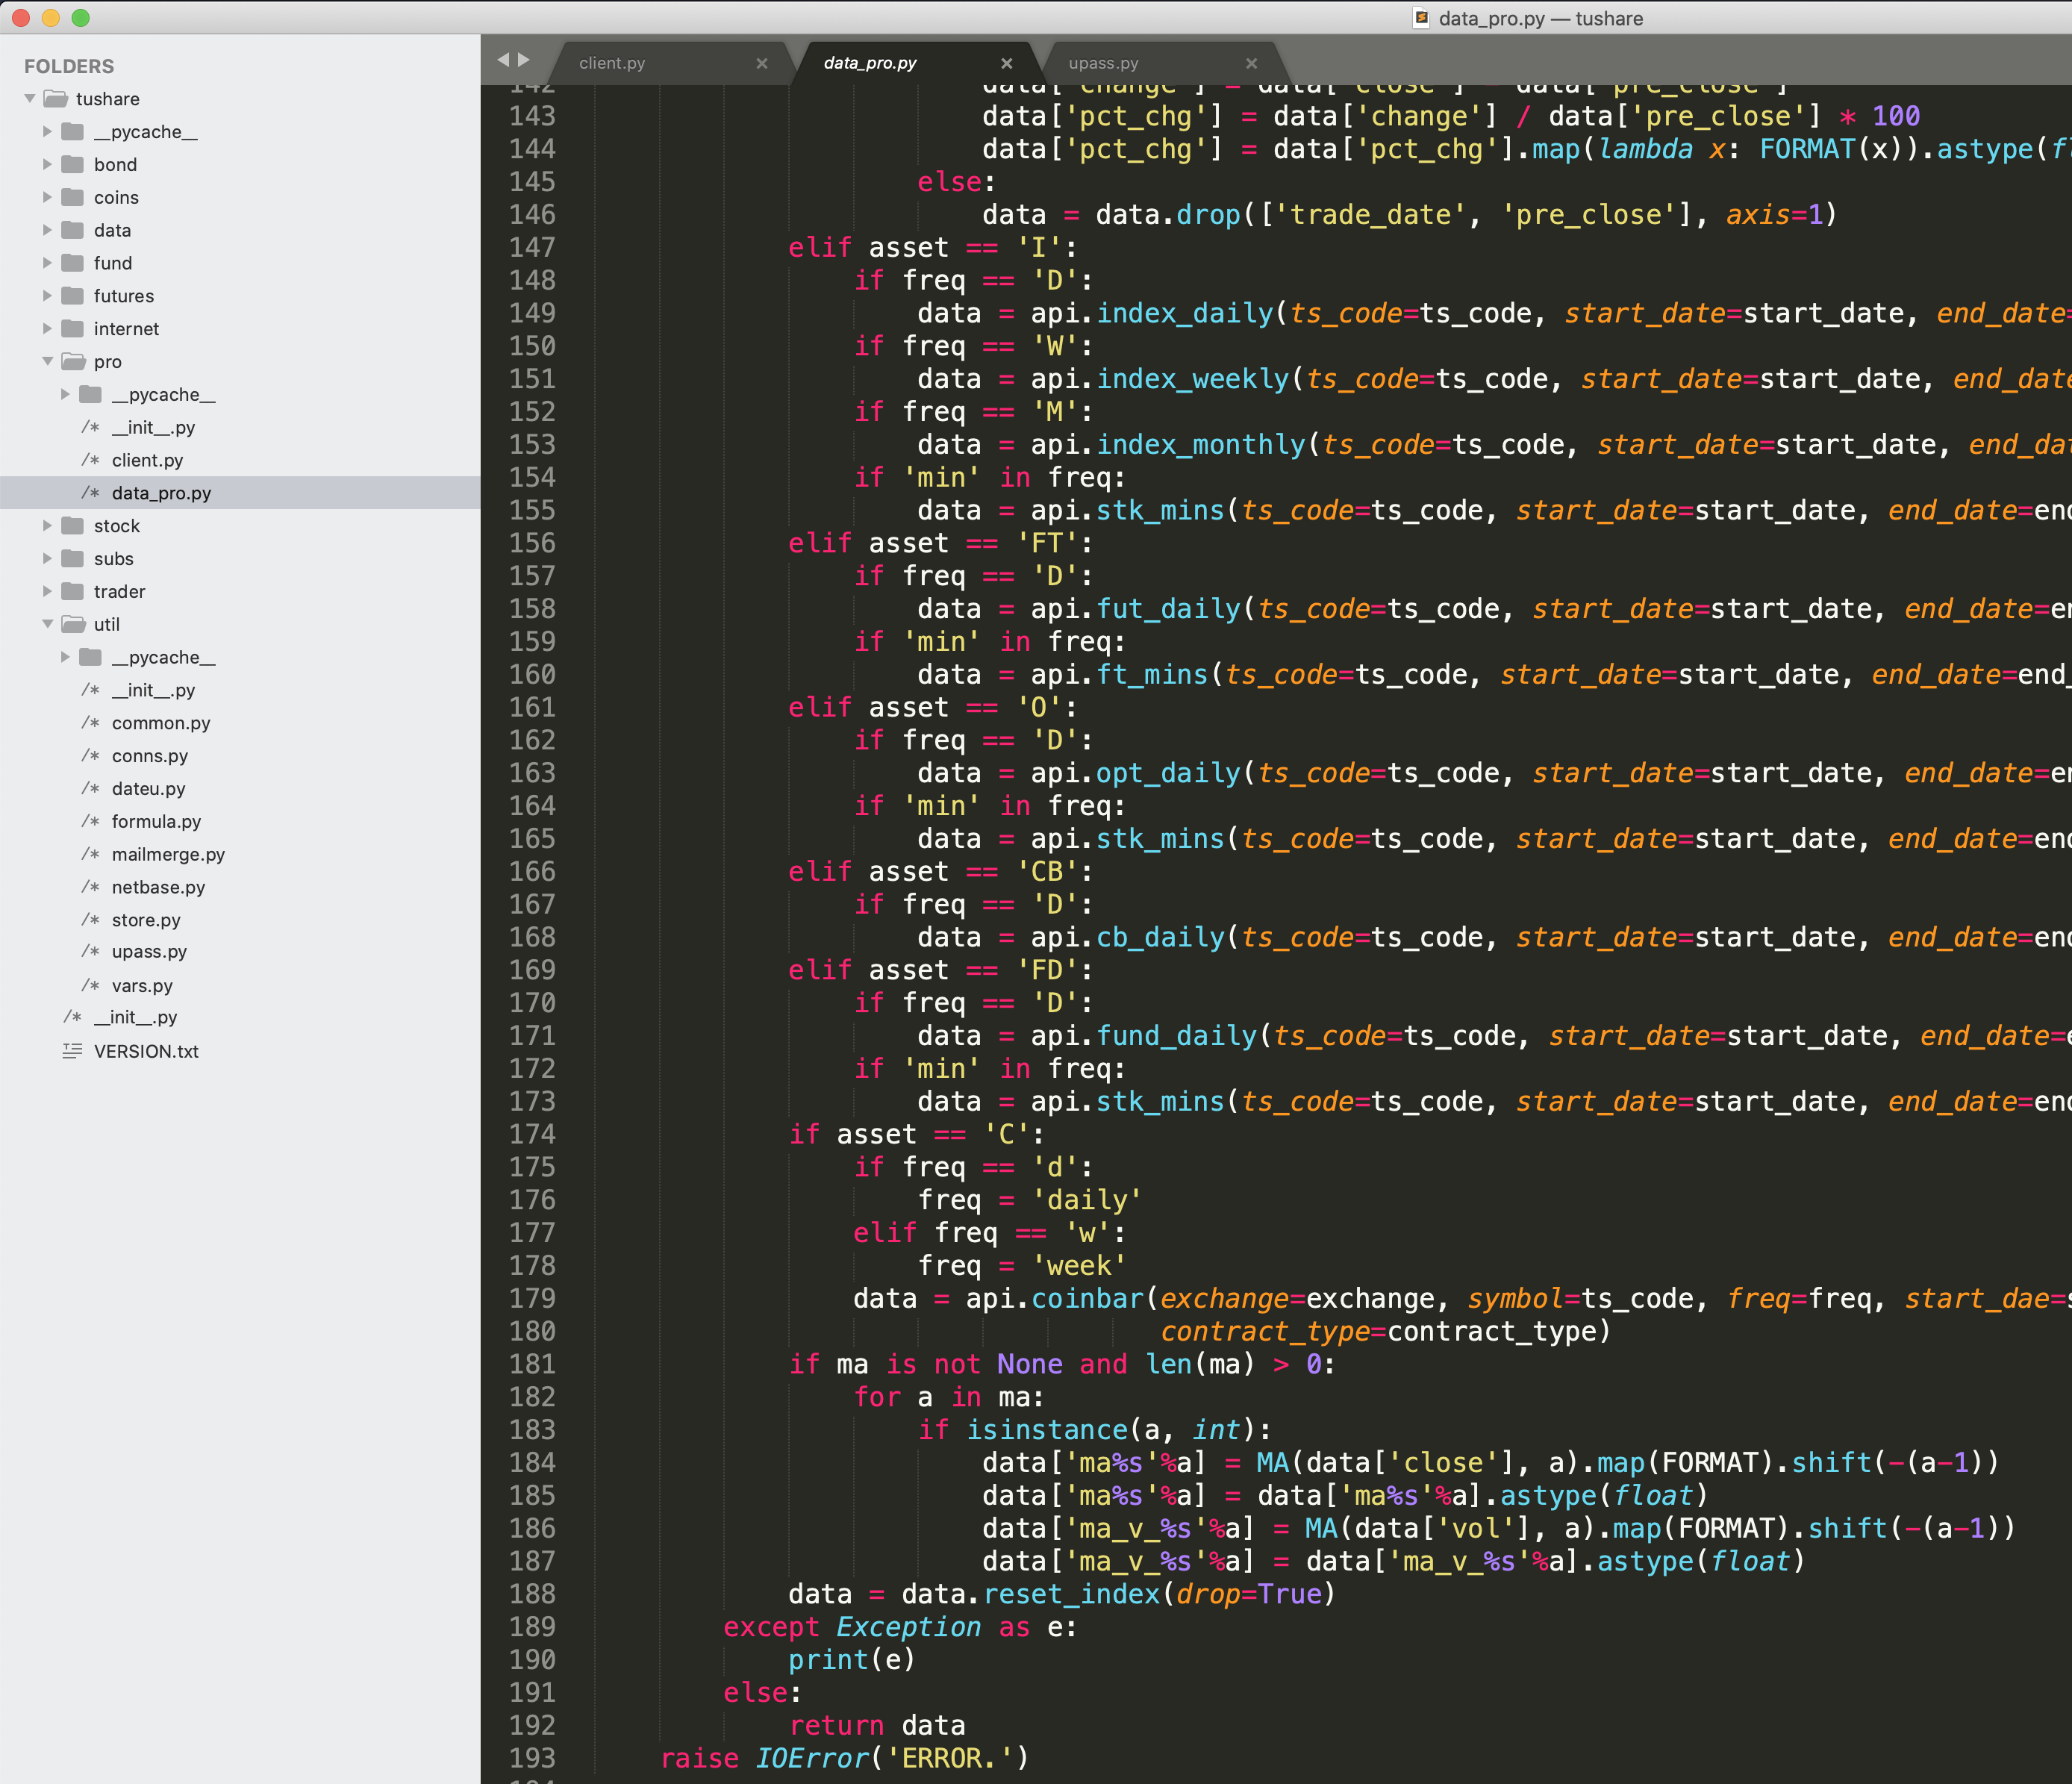 data_pro.py — tushare
FOLDERS
tushare
__pycache__
bond
coins
data
fund
futures
internet
pro
__pycache__
/* __init__.py
/* client.py
/* data_pro.py
stock
subs
trader
util
__pycache__
/* __init__.py
/* common.py
/* conns.py
/* dateu.py
/* formula.py
/* mailmerge.py
/* netbase.py
/* store.py
/* upass.py
/* vars.py
/* __init__.py
VERSION.txt
client.py
data_pro.py
upass.py
142 data['change'] = data['close'] - data['pre_close']
143 data['pct_chg'] = data['change'] / data['pre_close'] * 100
144 data['pct_chg'] = data['pct_chg'].map(lambda x: FORMAT(x)).astype(fl
145 else:
146 data = data.drop(['trade_date', 'pre_close'], axis=1)
147 elif asset == 'I':
148 if freq == 'D':
149 data = api.index_daily(ts_code=ts_code, start_date=start_date, end_date=
150 if freq == 'W':
151 data = api.index_weekly(ts_code=ts_code, start_date=start_date, end_date
152 if freq == 'M':
153 data = api.index_monthly(ts_code=ts_code, start_date=start_date, end_dat
154 if 'min' in freq:
155 data = api.stk_mins(ts_code=ts_code, start_date=start_date, end_date=end
156 elif asset == 'FT':
157 if freq == 'D':
158 data = api.fut_daily(ts_code=ts_code, start_date=start_date, end_date=en
159 if 'min' in freq:
160 data = api.ft_mins(ts_code=ts_code, start_date=start_date, end_date=end_
161 elif asset == 'O':
162 if freq == 'D':
163 data = api.opt_daily(ts_code=ts_code, start_date=start_date, end_date=en
164 if 'min' in freq:
165 data = api.stk_mins(ts_code=ts_code, start_date=start_date, end_date=end
166 elif asset == 'CB':
167 if freq == 'D':
168 data = api.cb_daily(ts_code=ts_code, start_date=start_date, end_date=end
169 elif asset == 'FD':
170 if freq == 'D':
171 data = api.fund_daily(ts_code=ts_code, start_date=start_date, end_date=e
172 if 'min' in freq:
173 data = api.stk_mins(ts_code=ts_code, start_date=start_date, end_date=end
174 if asset == 'C':
175 if freq == 'd':
176 freq = 'daily'
177 elif freq == 'w':
178 freq = 'week'
179 data = api.coinbar(exchange=exchange, symbol=ts_code, freq=freq, start_dae=s
180 contract_type=contract_type)
181 if ma is not None and len(ma) > 0:
182 for a in ma:
183 if isinstance(a, int):
184 data['ma%s'%a] = MA(data['close'], a).map(FORMAT).shift(-(a-1))
185 data['ma%s'%a] = data['ma%s'%a].astype(float)
186 data['ma_v_%s'%a] = MA(data['vol'], a).map(FORMAT).shift(-(a-1))
187 data['ma_v_%s'%a] = data['ma_v_%s'%a].astype(float)
188 data = data.reset_index(drop=True)
189 except Exception as e:
190 print(e)
191 else:
192 return data
193 raise IOError('ERROR.')